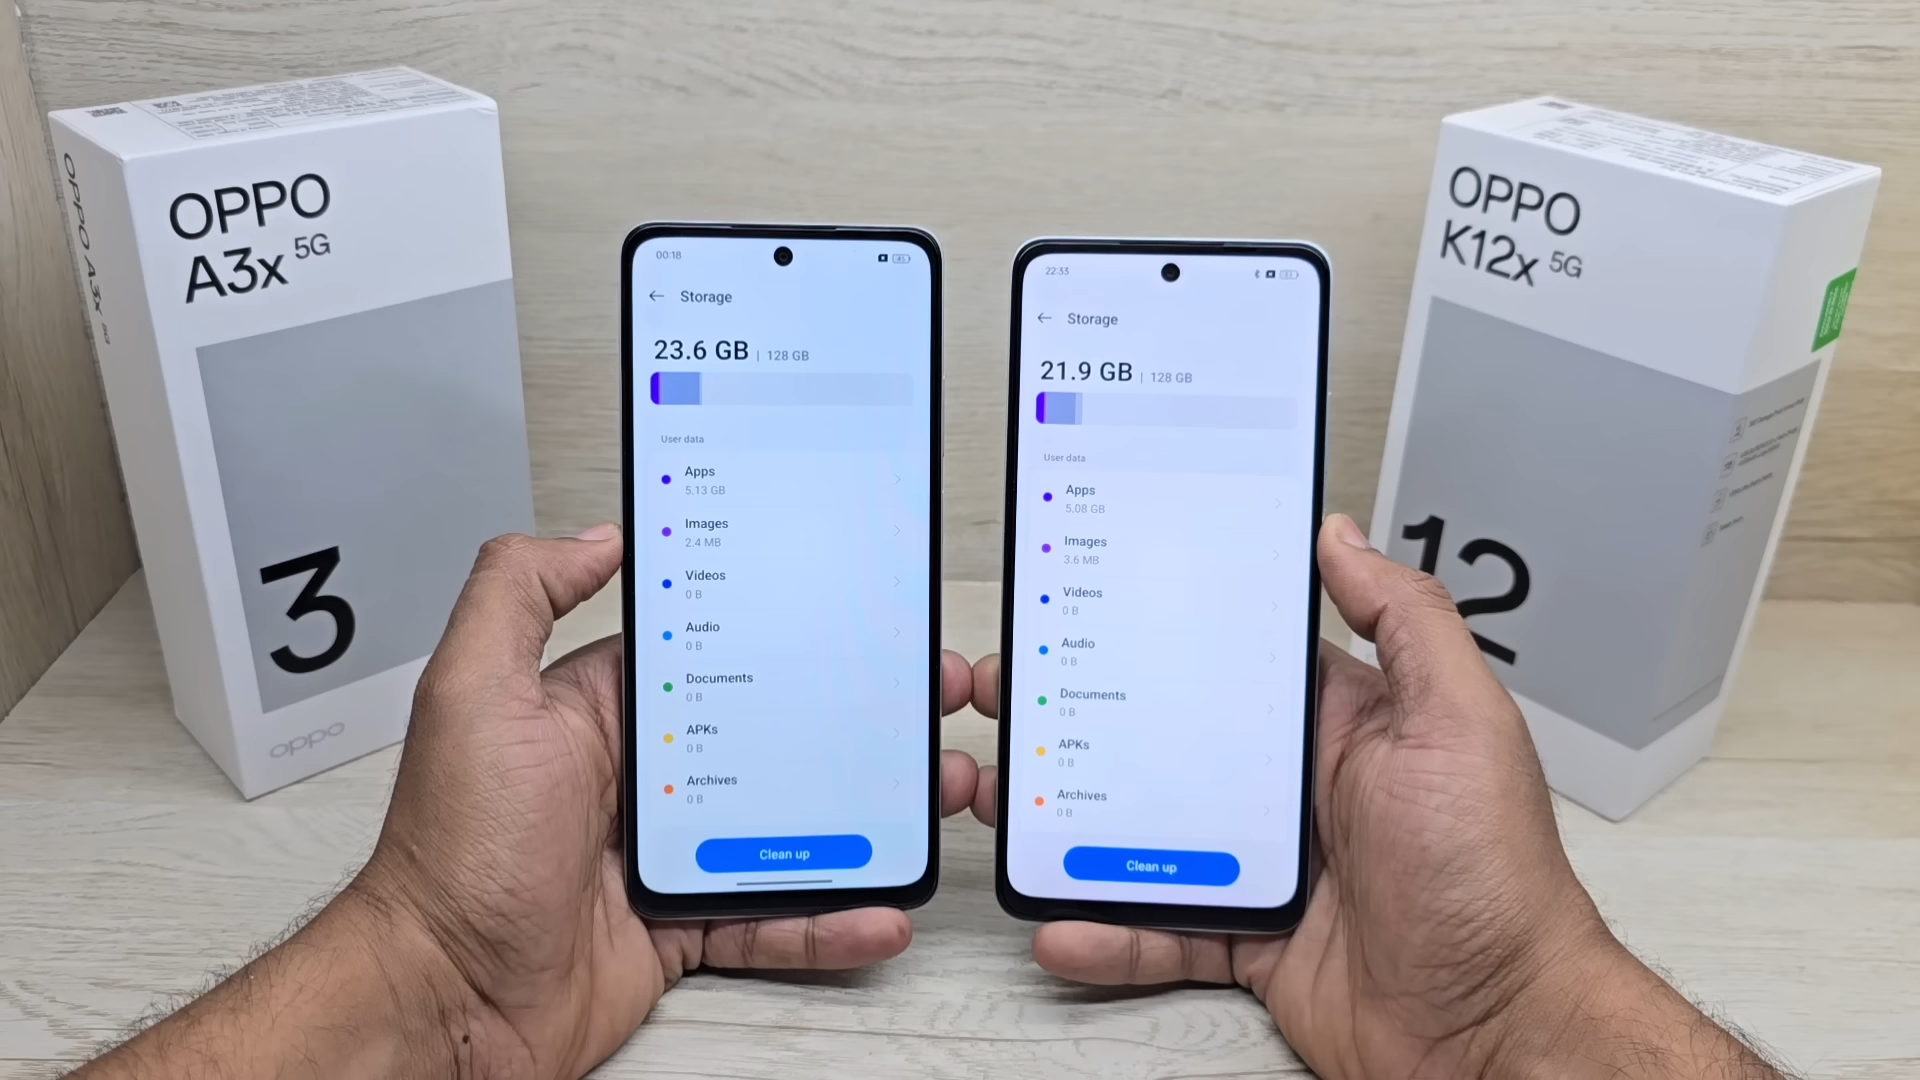 OPPO
A3x 5G
OPPO A3x 5G
3
oppo
00:18
Storage
23.6 GB | 128 GB
User data
Apps
5.13 GB
Images
2.4 MB
Videos
0 B
Audio
0 B
Documents
0 B
APKs
0 B
Archives
0 B
Clean up
22:33
Storage
21.9 GB | 128 GB
User data
Apps
5.08 GB
Images
3.6 MB
Videos
0 B
Audio
0 B
Documents
0 B
APKs
0 B
Archives
0 B
Clean up
OPPO
K12x 5G
12